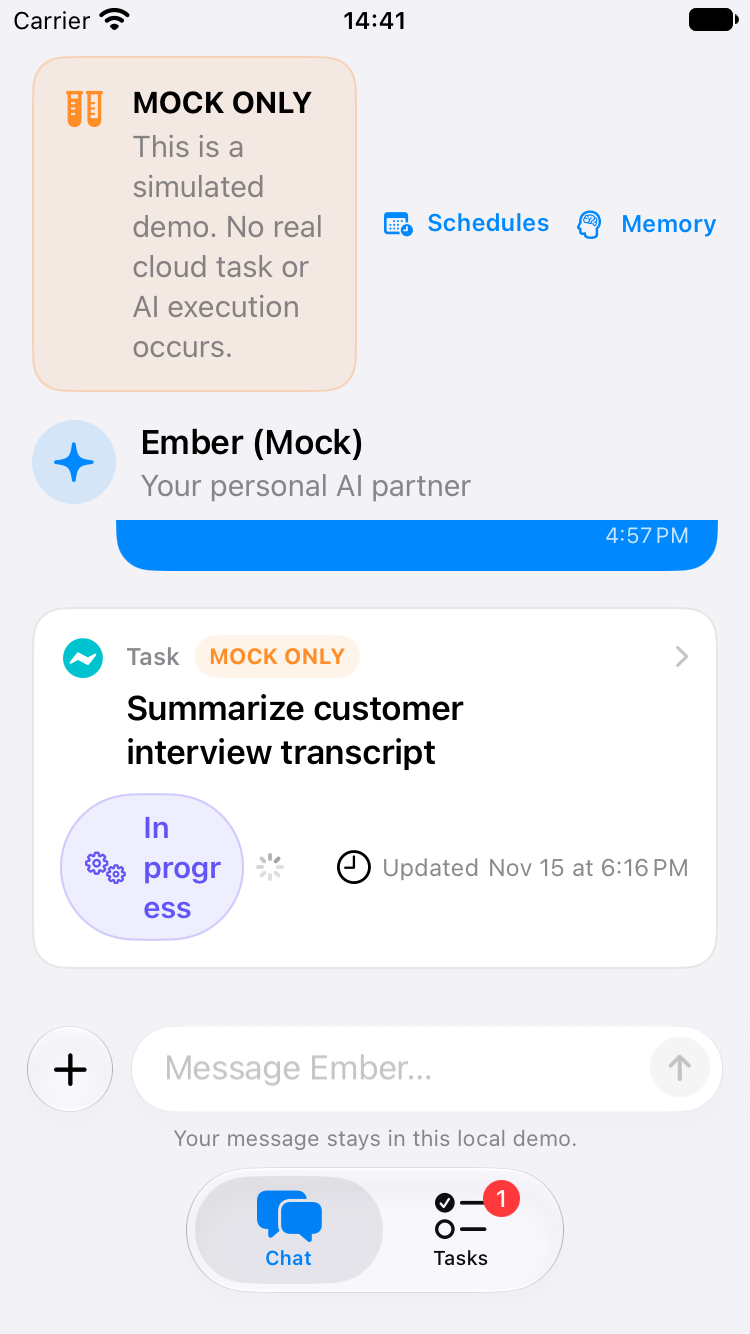 Carrier
14:41
MOCK ONLY
This is a
simulated
demo. No real
cloud task or
AI execution
occurs.
Schedules
Memory
Ember (Mock)
Your personal AI partner
4:57 PM
Task
MOCK ONLY
Summarize customer
interview transcript
In
progr
ess
Updated Nov 15 at 6:16 PM
Message Ember...
Your message stays in this local demo.
Chat
1
Tasks